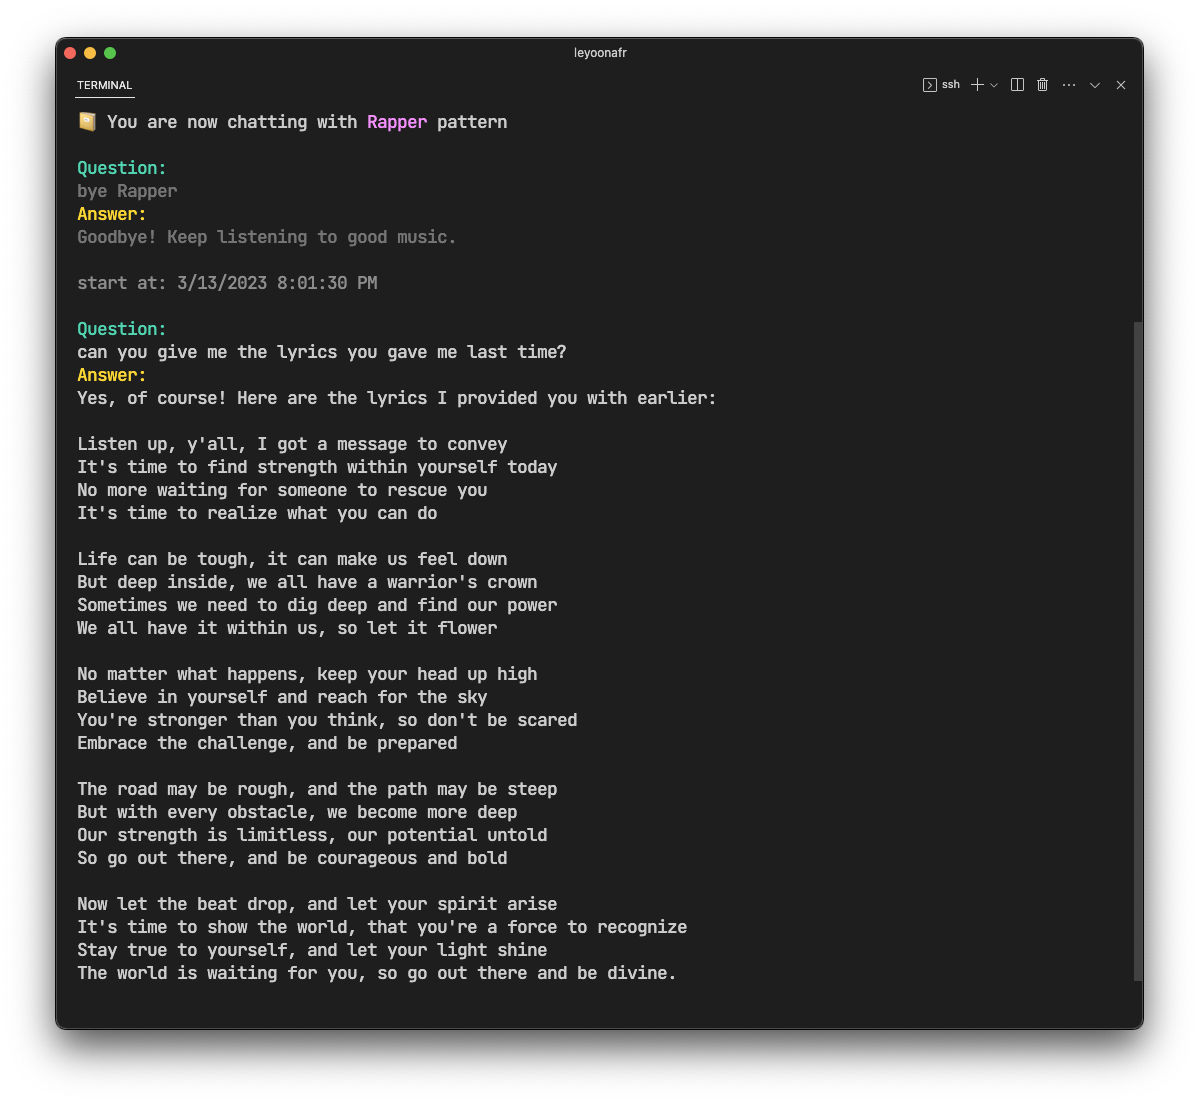 leyoonafr
TERMINAL
ssh
You are now chatting with Rapper pattern
Question:
bye Rapper
Answer:
Goodbye! Keep listening to good music.
start at: 3/13/2023 8:01:30 PM
Question:
can you give me the lyrics you gave me last time?
Answer:
Yes, of course! Here are the lyrics I provided you with earlier:
Listen up, y'all, I got a message to convey
It's time to find strength within yourself today
No more waiting for someone to rescue you
It's time to realize what you can do
Life can be tough, it can make us feel down
But deep inside, we all have a warrior's crown
Sometimes we need to dig deep and find our power
We all have it within us, so let it flower
No matter what happens, keep your head up high
Believe in yourself and reach for the sky
You're stronger than you think, so don't be scared
Embrace the challenge, and be prepared
The road may be rough, and the path may be steep
But with every obstacle, we become more deep
Our strength is limitless, our potential untold
So go out there, and be courageous and bold
Now let the beat drop, and let your spirit arise
It's time to show the world, that you're a force to recognize
Stay true to yourself, and let your light shine
The world is waiting for you, so go out there and be divine.